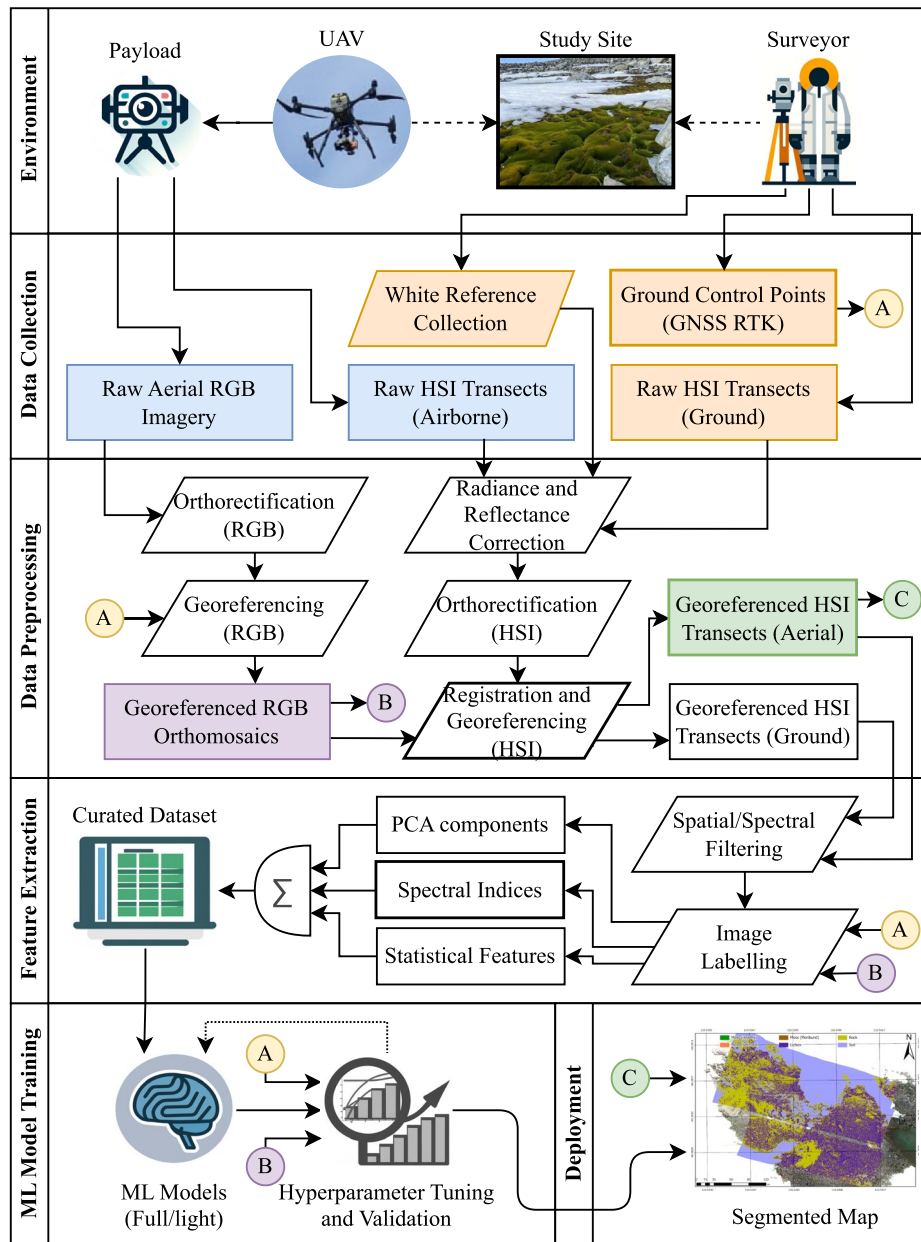 Environment
Payload
UAV
Study Site
Surveyor
Data Collection
White Reference
Collection
Ground Control Points
(GNSS RTK)
A
Raw Aerial RGB
Imagery
Raw HSI Transects
(Airborne)
Raw HSI Transects
(Ground)
Data Preprocessing
Orthorectification
(RGB)
Radiance and
Reflectance
Correction
A
Georeferencing
(RGB)
Orthorectification
(HSI)
Georeferenced HSI
Transects (Aerial)
C
Georeferenced RGB
Orthomosaics
B
Registration and
Georeferencing
(HSI)
Georeferenced HSI
Transects (Ground)
Feature Extraction
Curated Dataset
Σ
PCA components
Spectral Indices
Statistical Features
Spatial/Spectral
Filtering
Image
Labelling
A
B
ML Model Training
A
B
ML Models
(Full/light)
Hyperparameter Tuning
and Validation
Deployment
C
Segmented Map